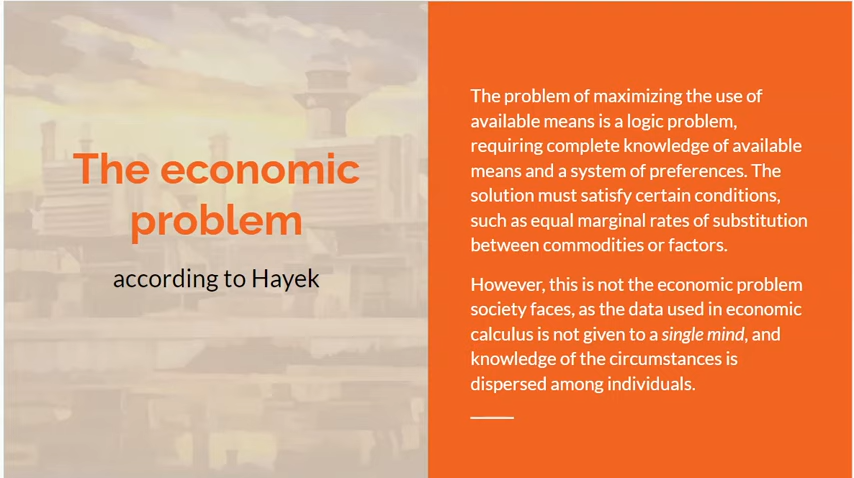 The economic
problem
according to Hayek
The problem of maximizing the use of
available means is a logic problem,
requiring complete knowledge of available
means and a system of preferences. The
solution must satisfy certain conditions,
such as equal marginal rates of substitution
between commodities or factors.
However, this is not the economic problem
society faces, as the data used in economic
calculus is not given to a single mind, and
knowledge of the circumstances is
dispersed among individuals.